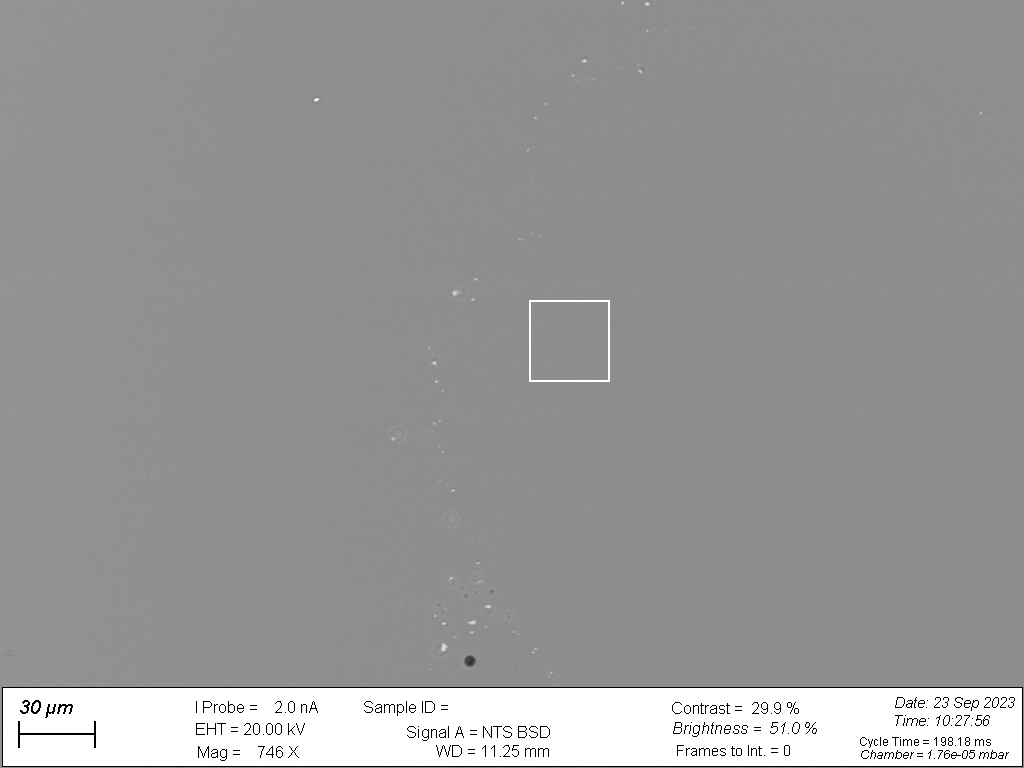 30 µm
I Probe = 2.0 nA
EHT = 20.00 kV
Mag = 746 X
Sample ID =
Signal A = NTS BSD
WD = 11.25 mm
Contrast = 29.9 %
Brightness = 51.0 %
Frames to Int. = 0
Date: 23 Sep 2023
Time: 10:27:56
Cycle Time = 198.18 ms
Chamber = 1.76e-05 mbar